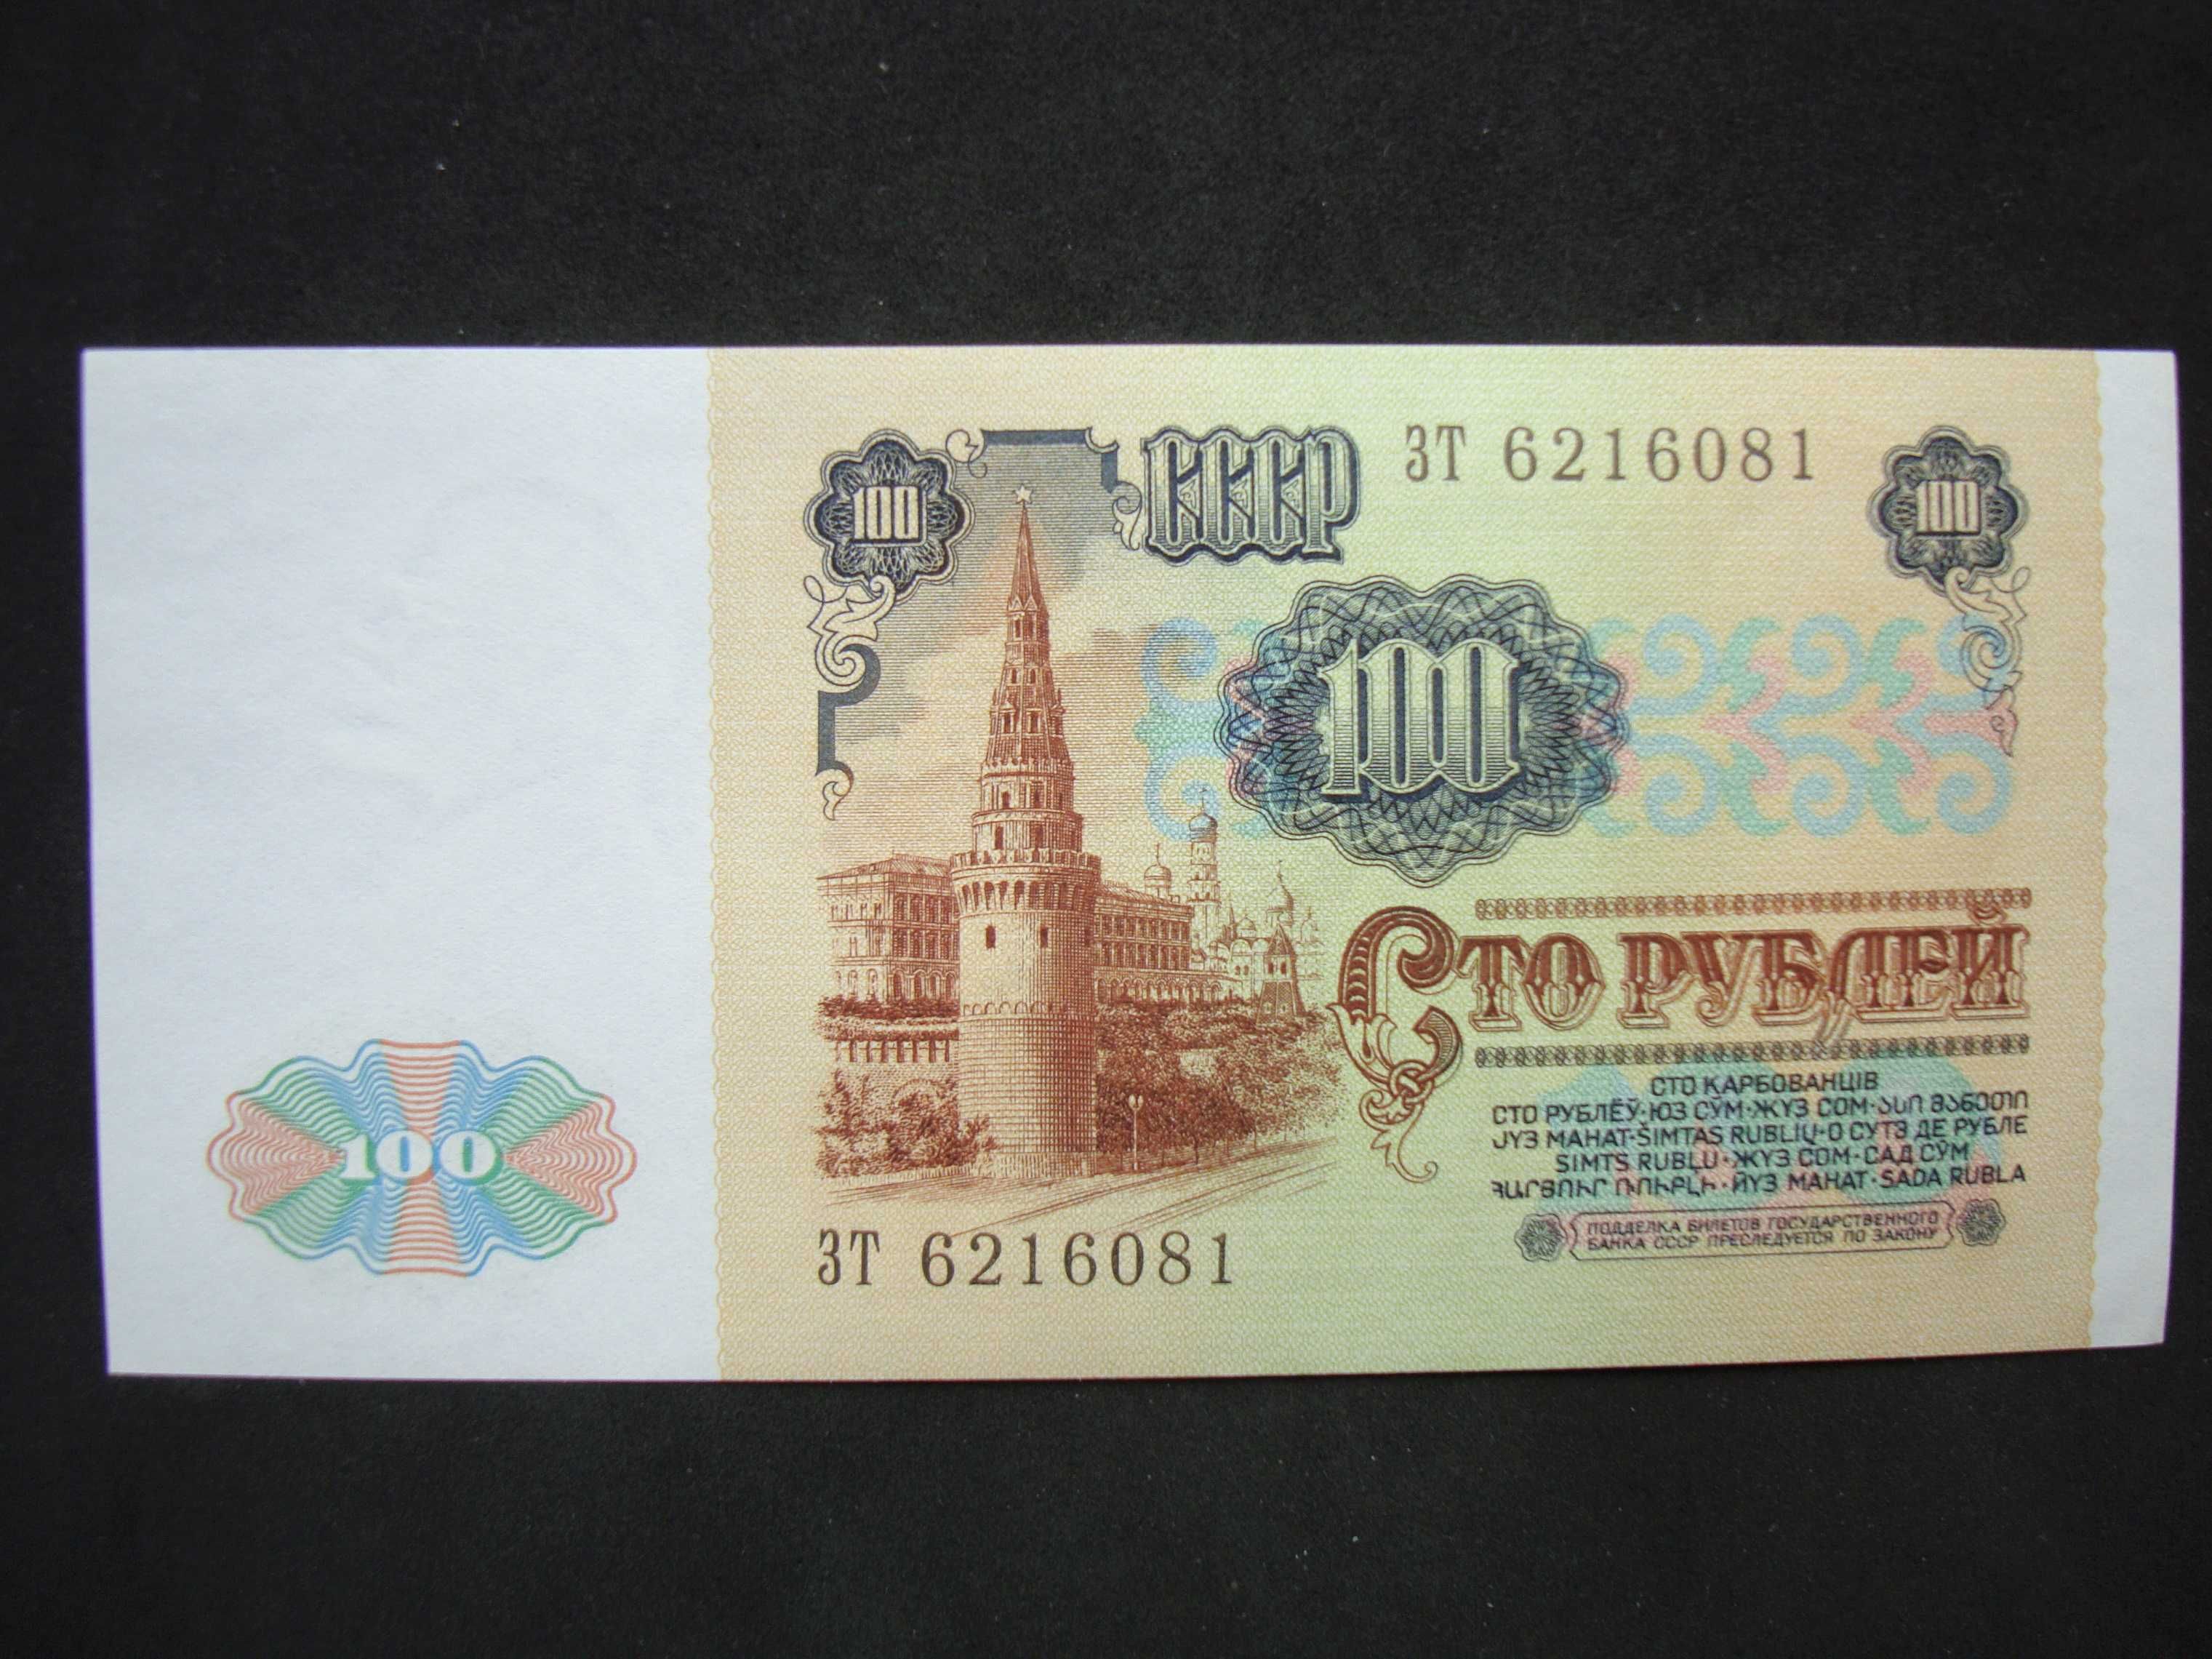 100
СССР
ЗТ 6216081
100
100
СТО РУБЛЕЙ
СТО КАРБОВАНЦІВ
СТО РУБЛЁЎ·ЮЗ СЎМ·ЖҮЗ СОМ·ᲐᲡᲘ ᲛᲐᲜᲔᲗᲘ
ЈҮЗ МАНАТ·ŠIMTAS RUBLIŲ·О СУТЭ ДЕ РУБЛЕ
SIMTS RUBĻU·ЖҮЗ СОМ·САД СӮМ
ՀԱՐՅՈՒՐ ՌՈՒԲԼԻ·ЙҮЗ МАНАТ·SADA RUBLA
ПОДДЕЛКА БИЛЕТОВ ГОСУДАРСТВЕННОГО
БАНКА СССР ПРЕСЛЕДУЕТСЯ ПО ЗАКОНУ
100
ЗТ 6216081